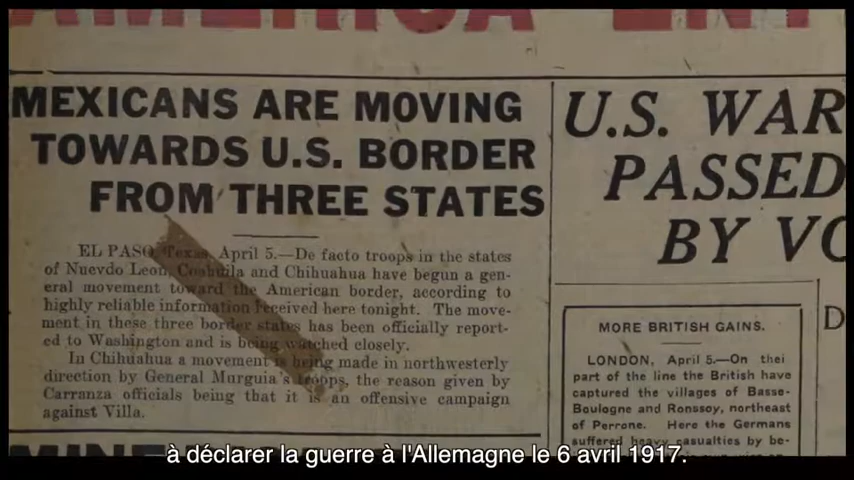 AMERICA ENT
MEXICANS ARE MOVING
TOWARDS U.S. BORDER
FROM THREE STATES
EL PASO, Texas, April 5.—De facto troops in the states
of Nuevdo Leon, Coahuila and Chihuahua have begun a gen-
eral movement toward the American border, according to
highly reliable information received here tonight. The move-
ment in these three border states has been officially report-
ed to Washington and is being watched closely.
In Chihuahua a movement is being made in northwesterly
direction by General Murguia's troops, the reason given by
Carranza officials being that it is an offensive campaign
against Villa.
U.S. WAR
PASSED
BY VO
MORE BRITISH GAINS.
LONDON, April 5.—On thei
part of the line the British have
captured the villages of Basse-
Boulogne and Ronssoy, northeast
of Perrone. Here the Germans
suffered heavy casualties by be-
D
à déclarer la guerre à l'Allemagne le 6 avril 1917.